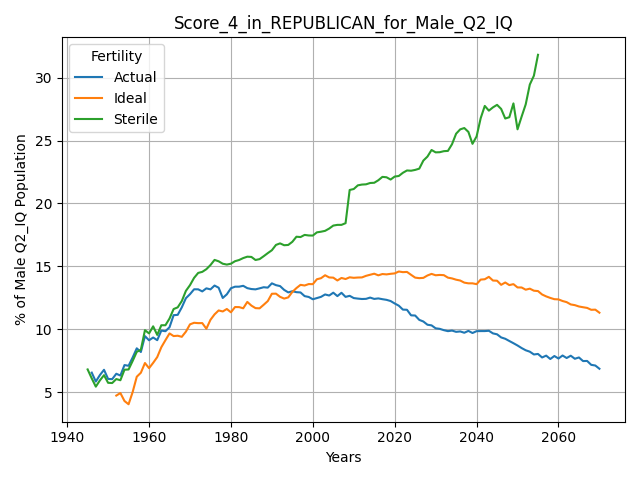 Score_4_in_REPUBLICAN_for_Male_Q2_IQ
Fertility
Actual
Ideal
Sterile
% of Male Q2_IQ Population
30
25
20
15
10
5
1940
1960
1980
2000
2020
2040
2060
Years